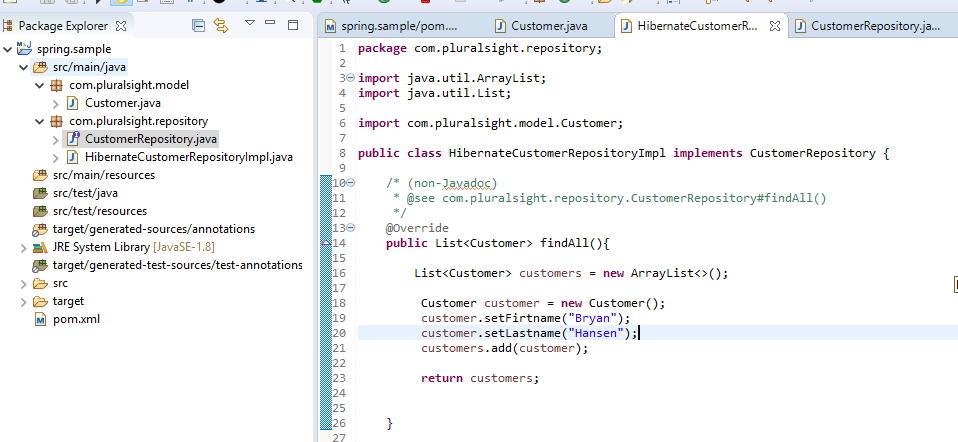 Package Explorer
spring.sample
src/main/java
com.pluralsight.model
Customer.java
com.pluralsight.repository
CustomerRepository.java
HibernateCustomerRepositoryImpl.java
src/main/resources
src/test/java
src/test/resources
target/generated-sources/annotations
JRE System Library [JavaSE-1.8]
target/generated-test-sources/test-annotations
src
target
pom.xml
spring.sample/pom.... Customer.java HibernateCustomerR... CustomerRepository.ja...
1 package com.pluralsight.repository;
2
3 import java.util.ArrayList;
4 import java.util.List;
5
6 import com.pluralsight.model.Customer;
7
8 public class HibernateCustomerRepositoryImpl implements CustomerRepository {
9
10 /* (non-Javadoc)
11 * @see com.pluralsight.repository.CustomerRepository#findAll()
12 */
13 @Override
14 public List<Customer> findAll(){
15
16 List<Customer> customers = new ArrayList<>();
17
18 Customer customer = new Customer();
19 customer.setFirtname("Bryan");
20 customer.setLastname("Hansen");
21 customers.add(customer);
22
23 return customers;
24
25
26 }
27